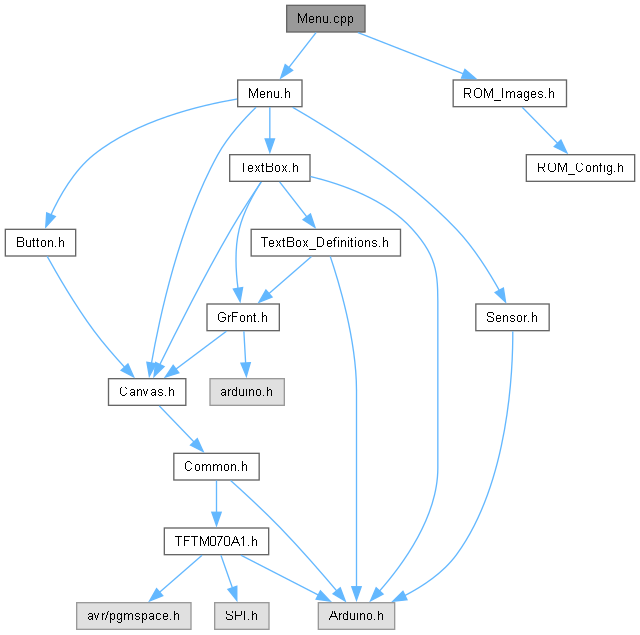 Menu.cpp
Menu.h
ROM_Images.h
TextBox.h
ROM_Config.h
Button.h
TextBox_Definitions.h
GrFont.h
Sensor.h
Canvas.h
arduino.h
Common.h
TFTM070A1.h
avr/pgmspace.h
SPI.h
Arduino.h